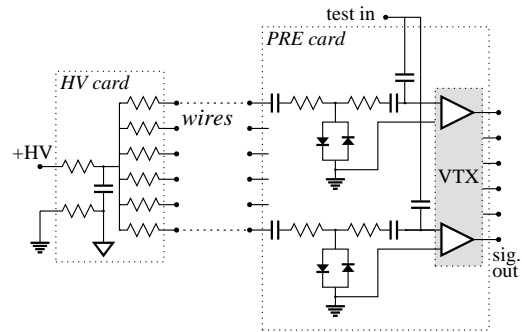 test in
PRE card
HV card
wires
+HV
VTX
sig.
out